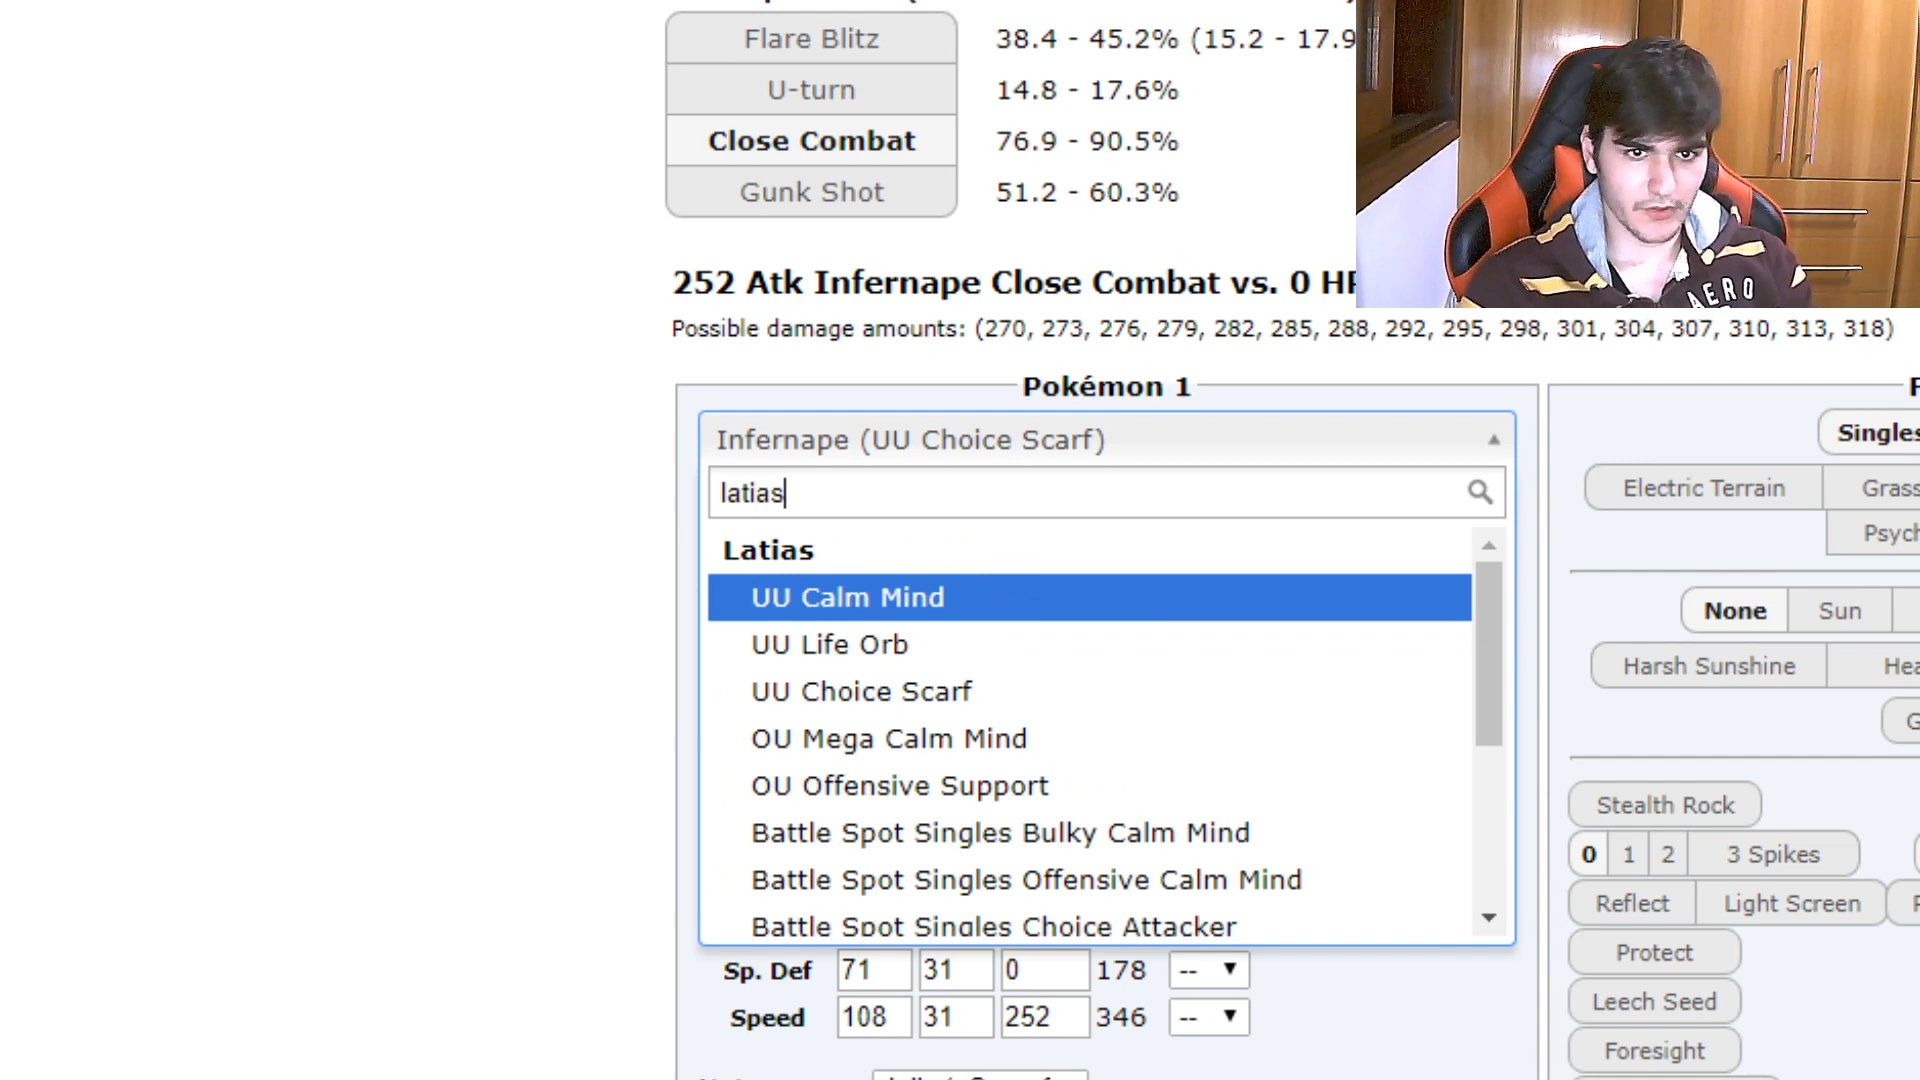 Flare Blitz 38.4 - 45.2% (15.2 - 17.9
U-turn 14.8 - 17.6%
Close Combat 76.9 - 90.5%
Gunk Shot 51.2 - 60.3%
AERO
252 Atk Infernape Close Combat vs. 0 HP
Possible damage amounts: (270, 273, 276, 279, 282, 285, 288, 292, 295, 298, 301, 304, 307, 310, 313, 318)
Pokémon 1
Infernape (UU Choice Scarf)
latias
Latias
UU Calm Mind
UU Life Orb
UU Choice Scarf
OU Mega Calm Mind
OU Offensive Support
Battle Spot Singles Bulky Calm Mind
Battle Spot Singles Offensive Calm Mind
Battle Spot Singles Choice Attacker
Sp. Def 71 31 0 178 --
Speed 108 31 252 346 --
Singles
Electric Terrain Grass
Psych
None Sun
Harsh Sunshine Hea
G
Stealth Rock
0 1 2 3 Spikes
Reflect Light Screen
Protect
Leech Seed
Foresight